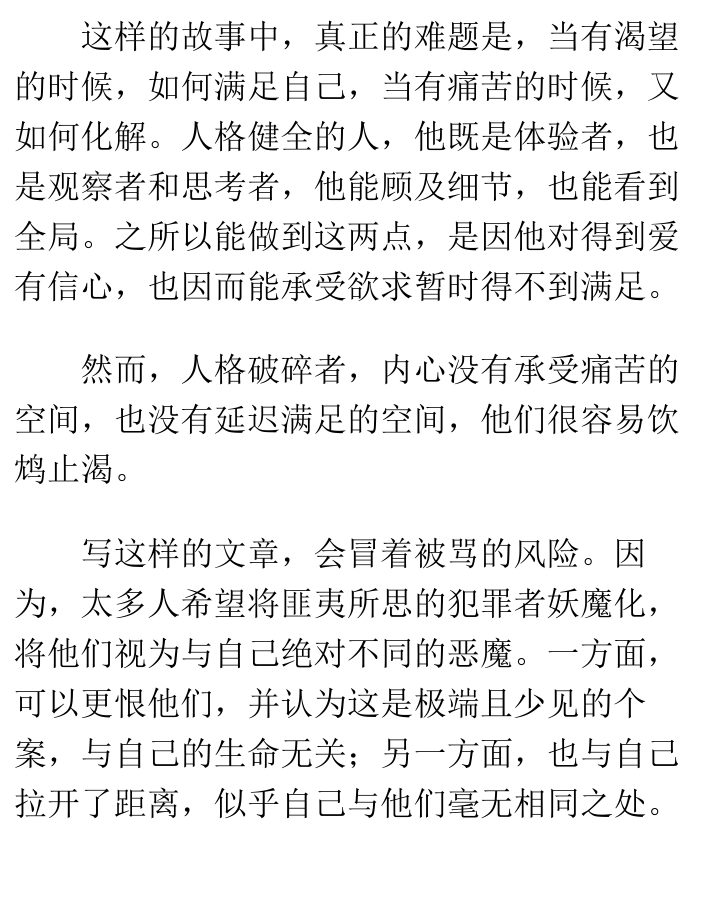 这样的故事中，真正的难题是，当有渴望
的时候，如何满足自己，当有痛苦的时候，又
如何化解。人格健全的人，他既是体验者，也
是观察者和思考者，他能顾及细节，也能看到
全局。之所以能做到这两点，是因他对得到爱
有信心，也因而能承受欲求暂时得不到满足。
然而，人格破碎者，内心没有承受痛苦的
空间，也没有延迟满足的空间，他们很容易饮
鸩止渴。
写这样的文章，会冒着被骂的风险。因
为，太多人希望将匪夷所思的犯罪者妖魔化，
将他们视为与自己绝对不同的恶魔。一方面，
可以更恨他们，并认为这是极端且少见的个
案，与自己的生命无关；另一方面，也与自己
拉开了距离，似乎自己与他们毫无相同之处。